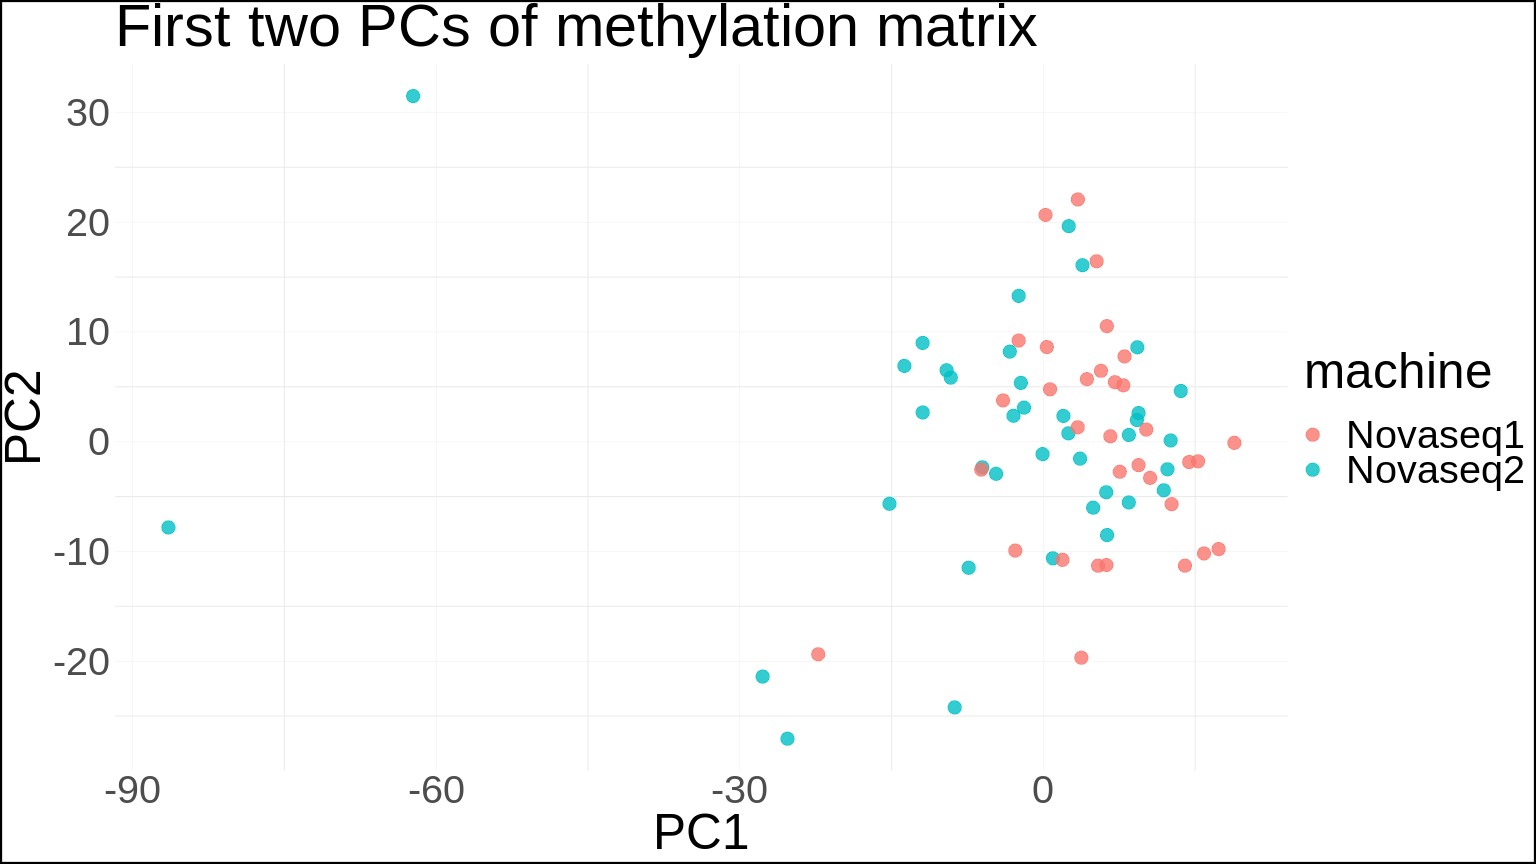 First two PCs of methylation matrix
30
20
10
0
-10
-20
PC2
-90
-60
-30
0
PC1
machine
Novaseq1
Novaseq2